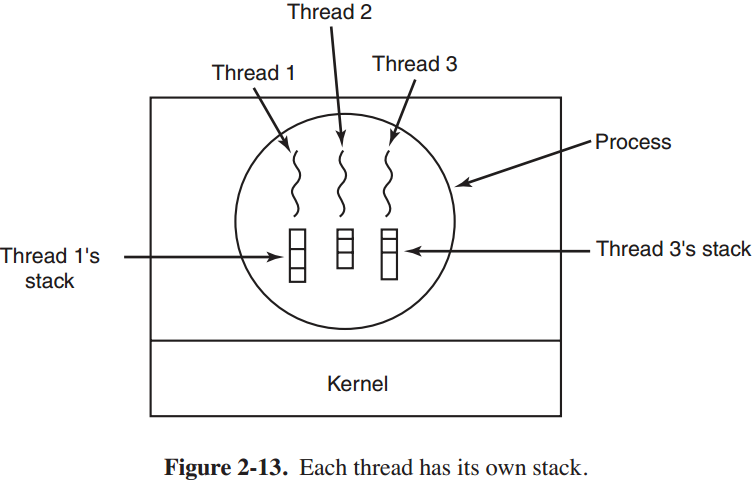 Thread 2
Thread 1
Thread 3
Process
Thread 1's
stack
Thread 3's stack
Kernel
Figure 2-13. Each thread has its own stack.